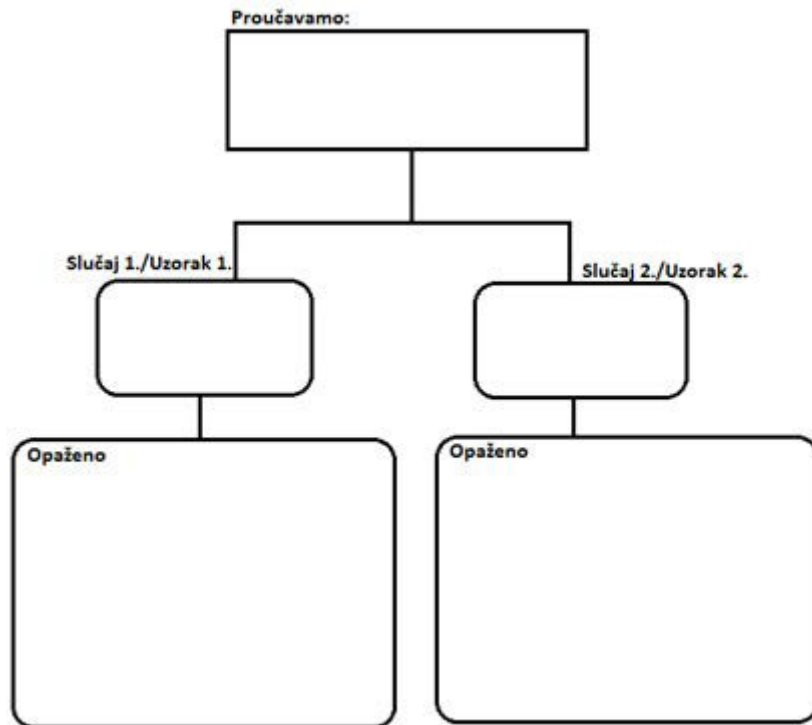 Proučavamo:
Slučaj 1./Uzorak 1.
Slučaj 2./Uzorak 2.
Opaženo
Opaženo